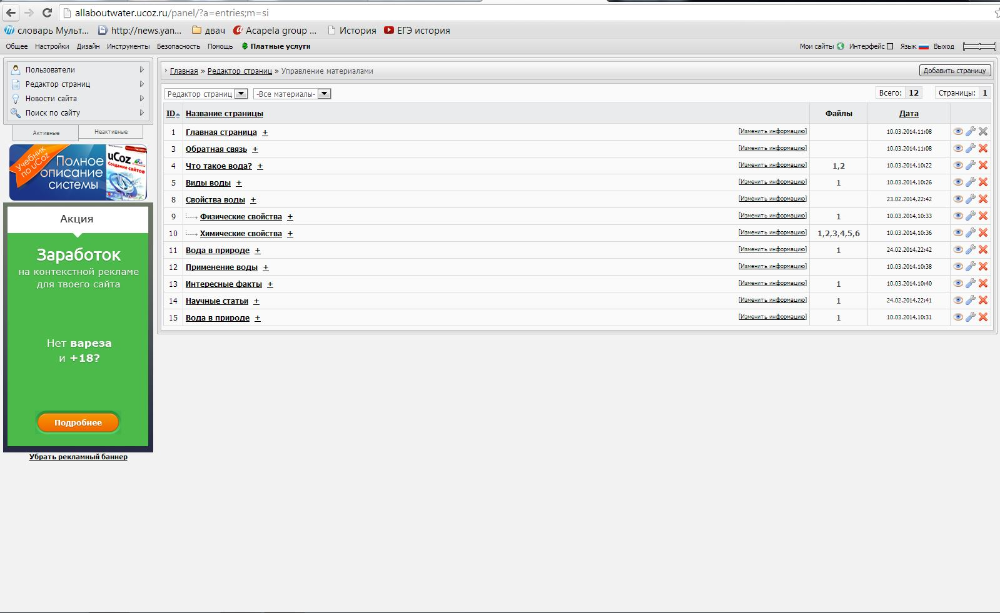 allaboutwater.ucoz.ru/panel/?a=entries;m=si
словарь Мульт... http://news.yan... двач Acapela group ... История ЕГЭ история
Общее Настройки Дизайн Инструменты Безопасность Помощь Платные услуги Мои сайты Интерфейс Язык Выход
Пользователи
Редактор страниц
Новости сайта
Поиск по сайту
Активные Неактивные
Учебник
по uCoz
Полное
описание
системы
uCoz
Создание сайтов
Акция
Заработок
на контекстной рекламе
для твоего сайта
Нет вареза
и +18?
Подробнее
Убрать рекламный баннер
Главная » Редактор страниц » Управление материалами Добавить страницу
Редактор страниц -Все материалы- Всего: 12 Страницы: 1
ID Название страницы Файлы Дата
1 Главная страница + [Изменить информацию] 10.03.2014,11:08
3 Обратная связь + [Изменить информацию] 10.03.2014,11:08
4 Что такое вода? + [Изменить информацию] 1,2 10.03.2014,10:22
5 Виды воды + [Изменить информацию] 1 10.03.2014,10:26
8 Свойства воды + [Изменить информацию] 23.02.2014,22:42
9 Физические свойства + [Изменить информацию] 1 10.03.2014,10:33
10 Химические свойства + [Изменить информацию] 1,2,3,4,5,6 10.03.2014,10:36
11 Вода в природе + [Изменить информацию] 1 24.02.2014,22:42
12 Применение воды + [Изменить информацию] 10.03.2014,10:38
13 Интересные факты + [Изменить информацию] 1 10.03.2014,10:40
14 Научные статьи + [Изменить информацию] 1 24.02.2014,22:41
15 Вода в природе + [Изменить информацию] 1 10.03.2014,10:31